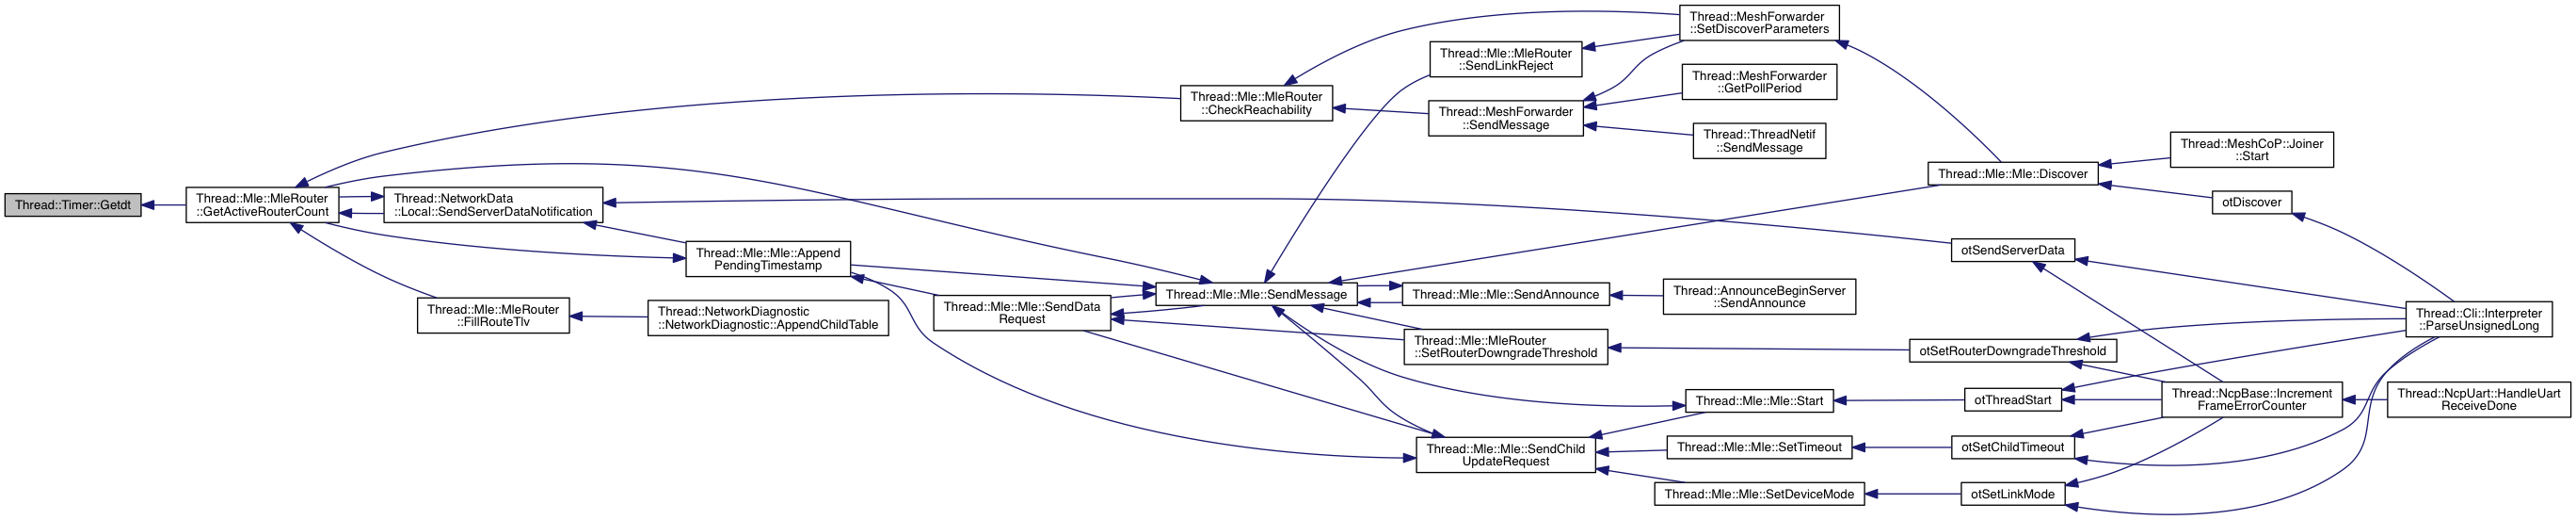 Thread::Timer::Getdt
Thread::Mle::MleRouter
::GetActiveRouterCount
Thread::NetworkData
::Local::SendServerDataNotification
Thread::Mle::MleRouter
::FillRouteTlv
Thread::NetworkDiagnostic
::NetworkDiagnostic::AppendChildTable
Thread::Mle::Mle::Append
PendingTimestamp
Thread::Mle::Mle::SendData
Request
Thread::Mle::MleRouter
::CheckReachability
Thread::Mle::Mle::SendMessage
Thread::Mle::MleRouter
::SendLinkReject
Thread::MeshForwarder
::SendMessage
Thread::Mle::Mle::SendAnnounce
Thread::Mle::MleRouter
::SetRouterDowngradeThreshold
Thread::Mle::Mle::SendChild
UpdateRequest
Thread::MeshForwarder
::SetDiscoverParameters
Thread::MeshForwarder
::GetPollPeriod
Thread::ThreadNetif
::SendMessage
Thread::AnnounceBeginServer
::SendAnnounce
Thread::Mle::Mle::Start
Thread::Mle::Mle::SetTimeout
Thread::Mle::Mle::SetDeviceMode
Thread::Mle::Mle::Discover
otSendServerData
otSetRouterDowngradeThreshold
otThreadStart
otSetChildTimeout
otSetLinkMode
Thread::MeshCoP::Joiner
::Start
otDiscover
Thread::Cli::Interpreter
::ParseUnsignedLong
Thread::NcpBase::Increment
FrameErrorCounter
Thread::NcpUart::HandleUart
ReceiveDone